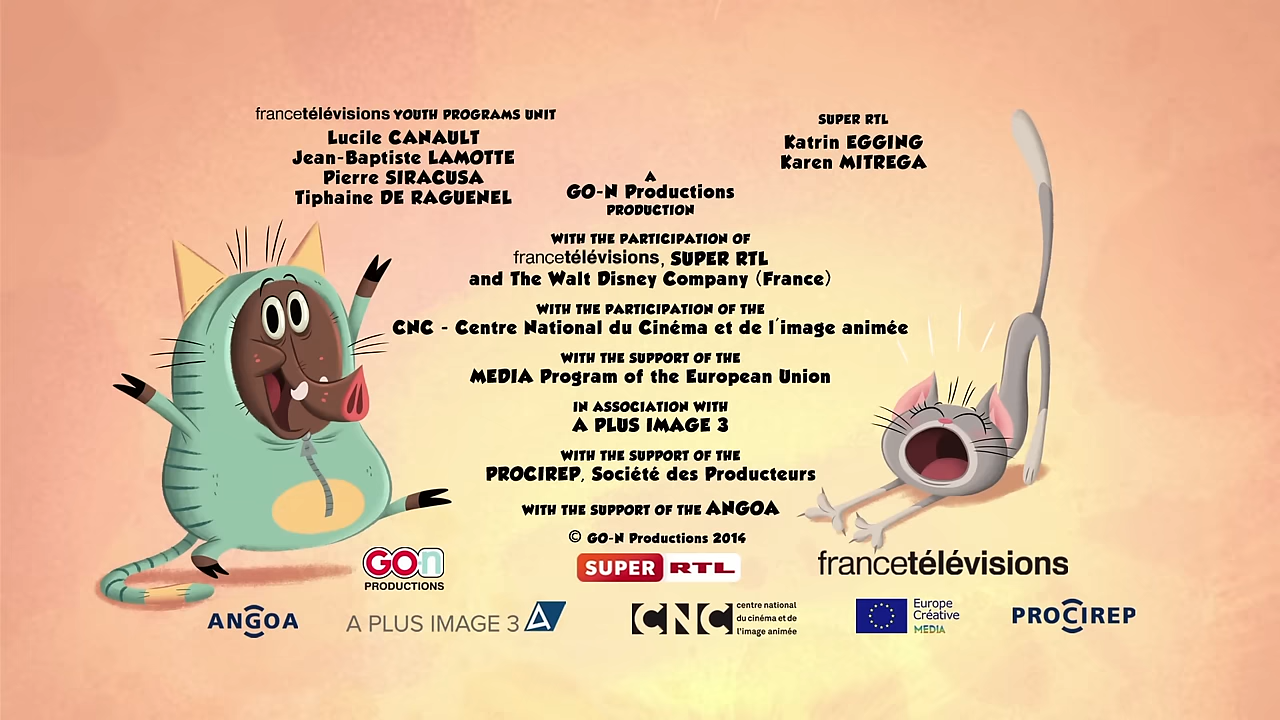 francetélévisions YOUTH PROGRAMS UNIT
Lucile CANAULT
Jean-Baptiste LAMOTTE
Pierre SIRACUSA
Tiphaine DE RAGUENEL
SUPER RTL
Katrin EGGING
Karen MITREGA
A
GO-N Productions
PRODUCTION
WITH THE PARTICIPATION OF
francetélévisions, SUPER RTL
and The Walt Disney Company (France)
WITH THE PARTICIPATION OF THE
CNC - Centre National du Cinéma et de l'image animée
WITH THE SUPPORT OF THE
MEDIA Program of the European Union
IN ASSOCIATION WITH
A PLUS IMAGE 3
WITH THE SUPPORT OF THE
PROCIREP, Société des Producteurs
WITH THE SUPPORT OF THE ANGOA
© GO-N Productions 2014
GO-n
PRODUCTIONS
SUPER RTL
francetélévisions
ANGOA
A PLUS IMAGE 3
CNC
centre national
du cinéma et de
l'image animée
Europe
Créative
MEDIA
PROCIREP